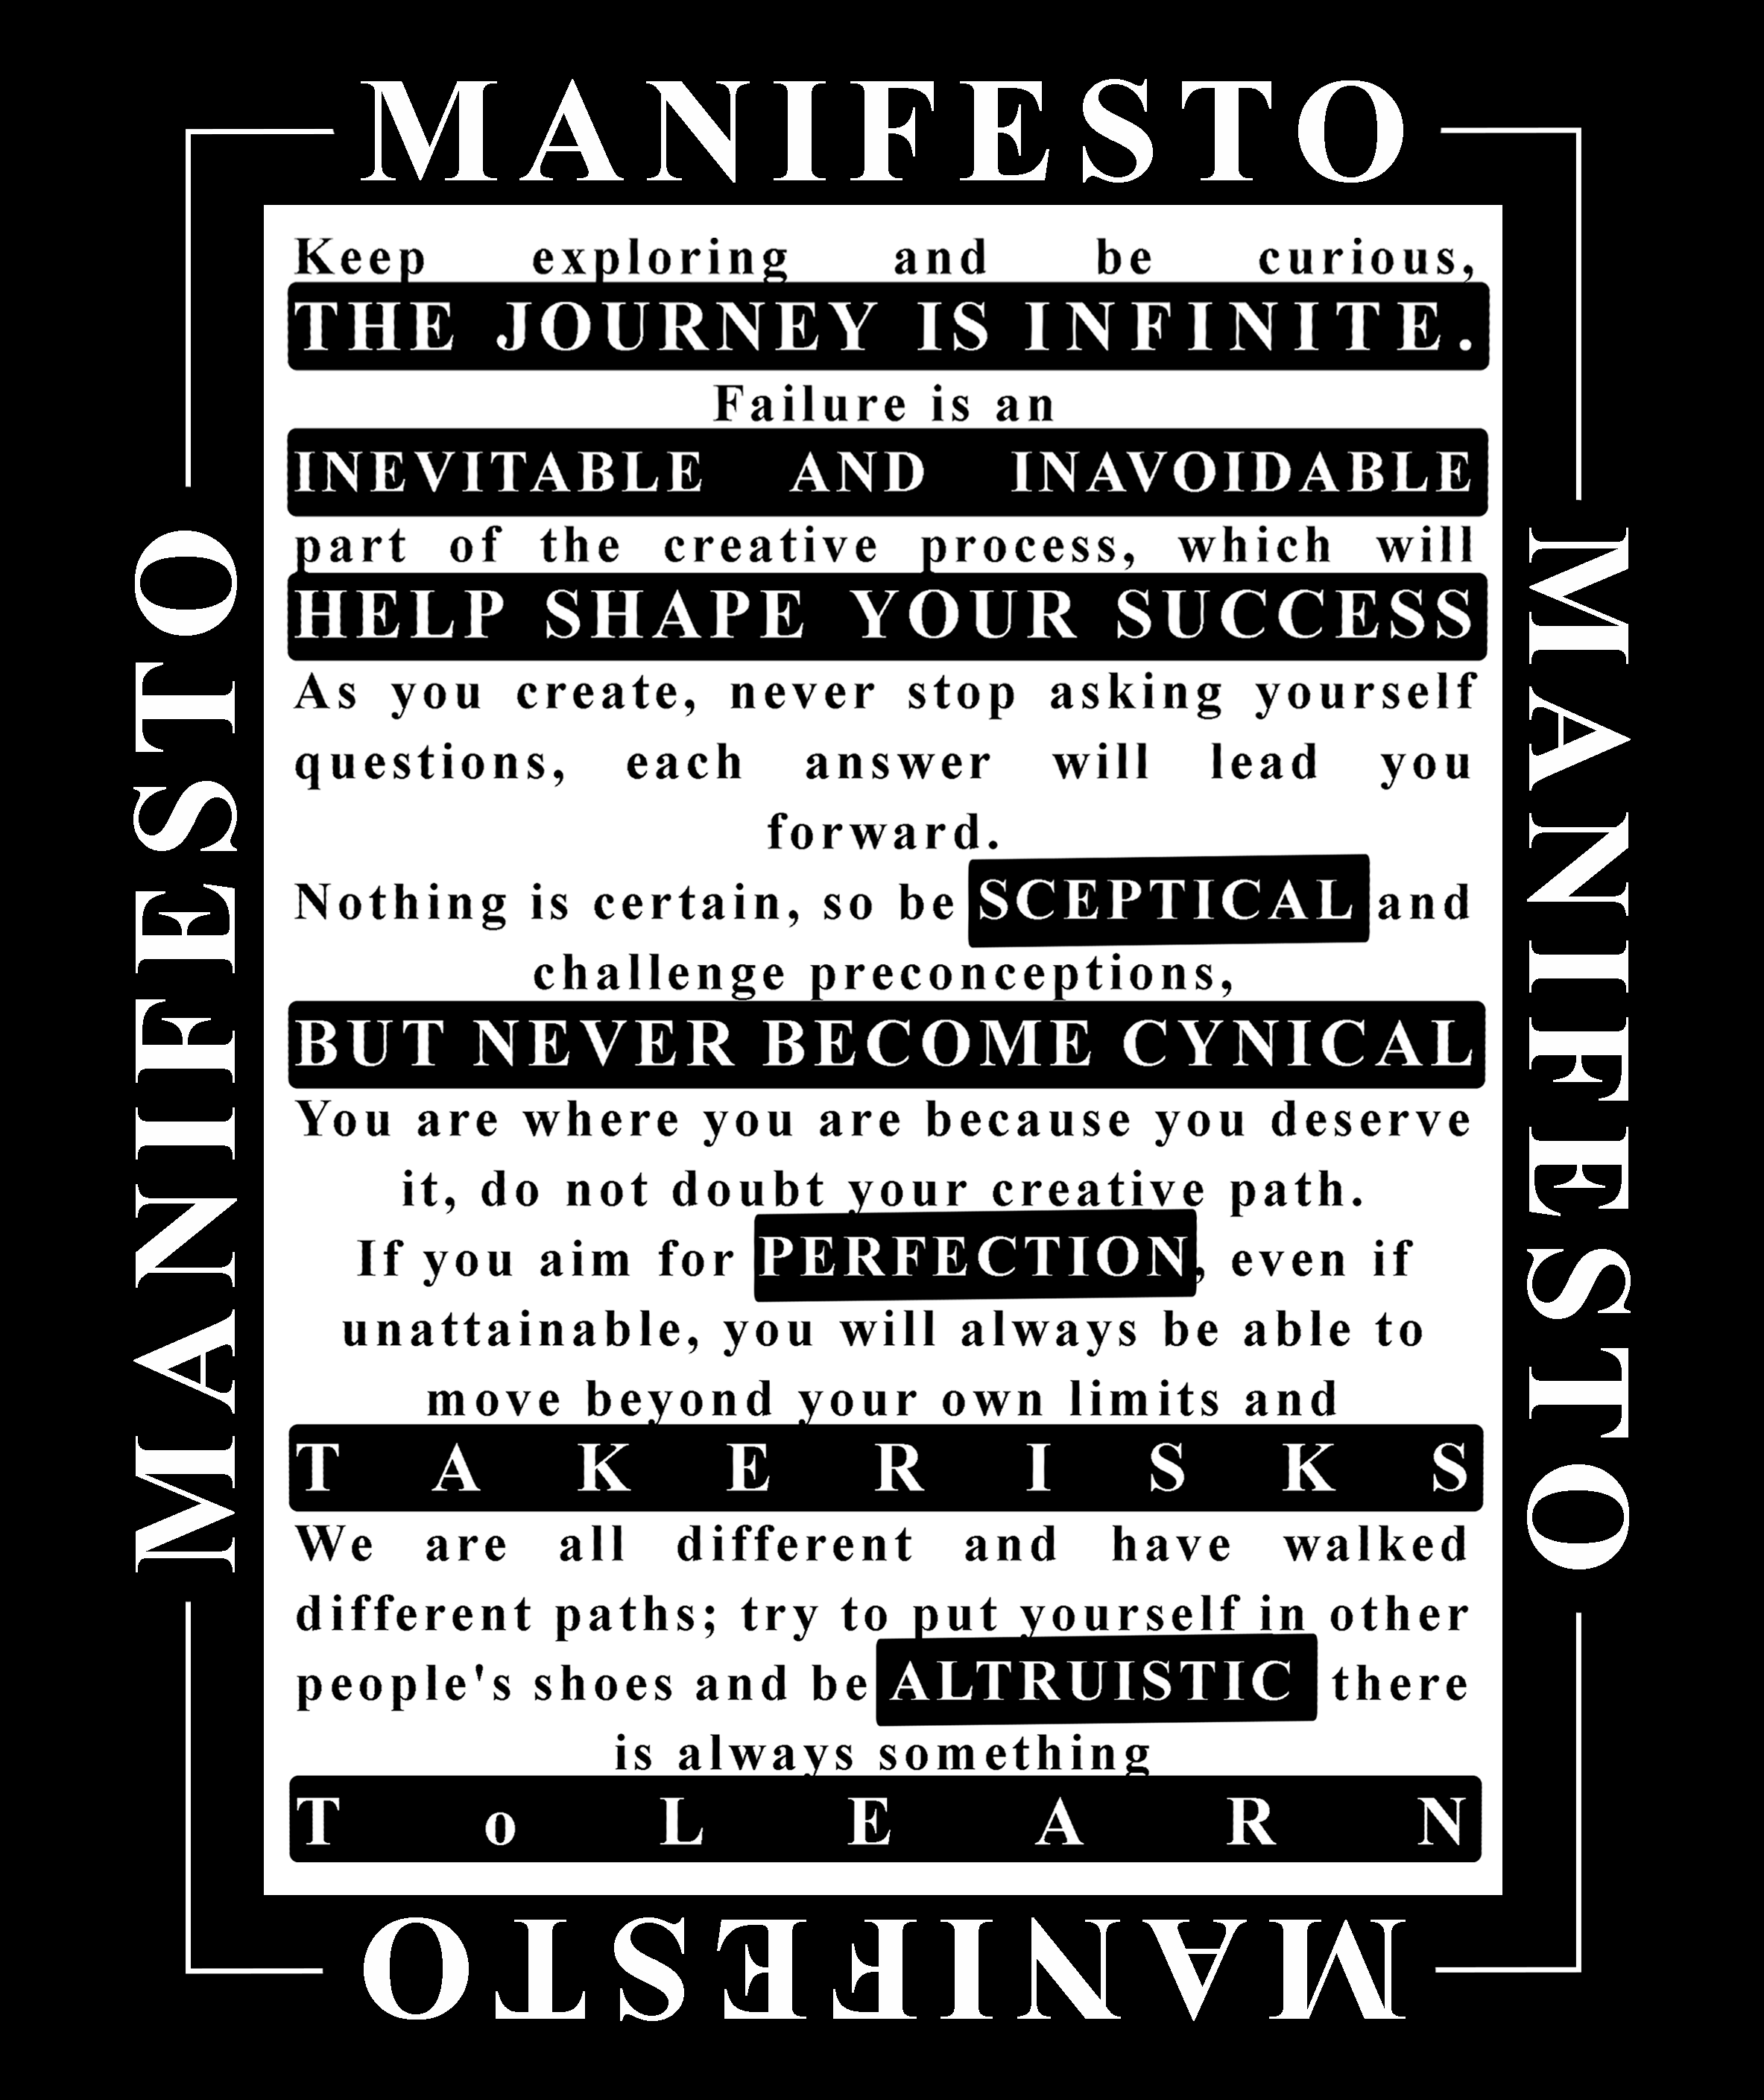 MANIFESTO
Keep exploring and be curious,
THE JOURNEY IS INFINITE.
Failure is an
INEVITABLE AND INAVOIDABLE
part of the creative process, which will
HELP SHAPE YOUR SUCCESS
As you create, never stop asking yourself
questions, each answer will lead you
forward.
Nothing is certain, so be SCEPTICAL and
challenge preconceptions,
BUT NEVER BECOME CYNICAL
You are where you are because you deserve
it, do not doubt your creative path.
If you aim for PERFECTION, even if
unattainable, you will always be able to
move beyond your own limits and
T A K E R I S K S
We are all different and have walked
different paths; try to put yourself in other
people's shoes and be ALTRUISTIC there
is always something
T o L E A R N
MANIFESTO
MANIFESTO
MANIFESTO